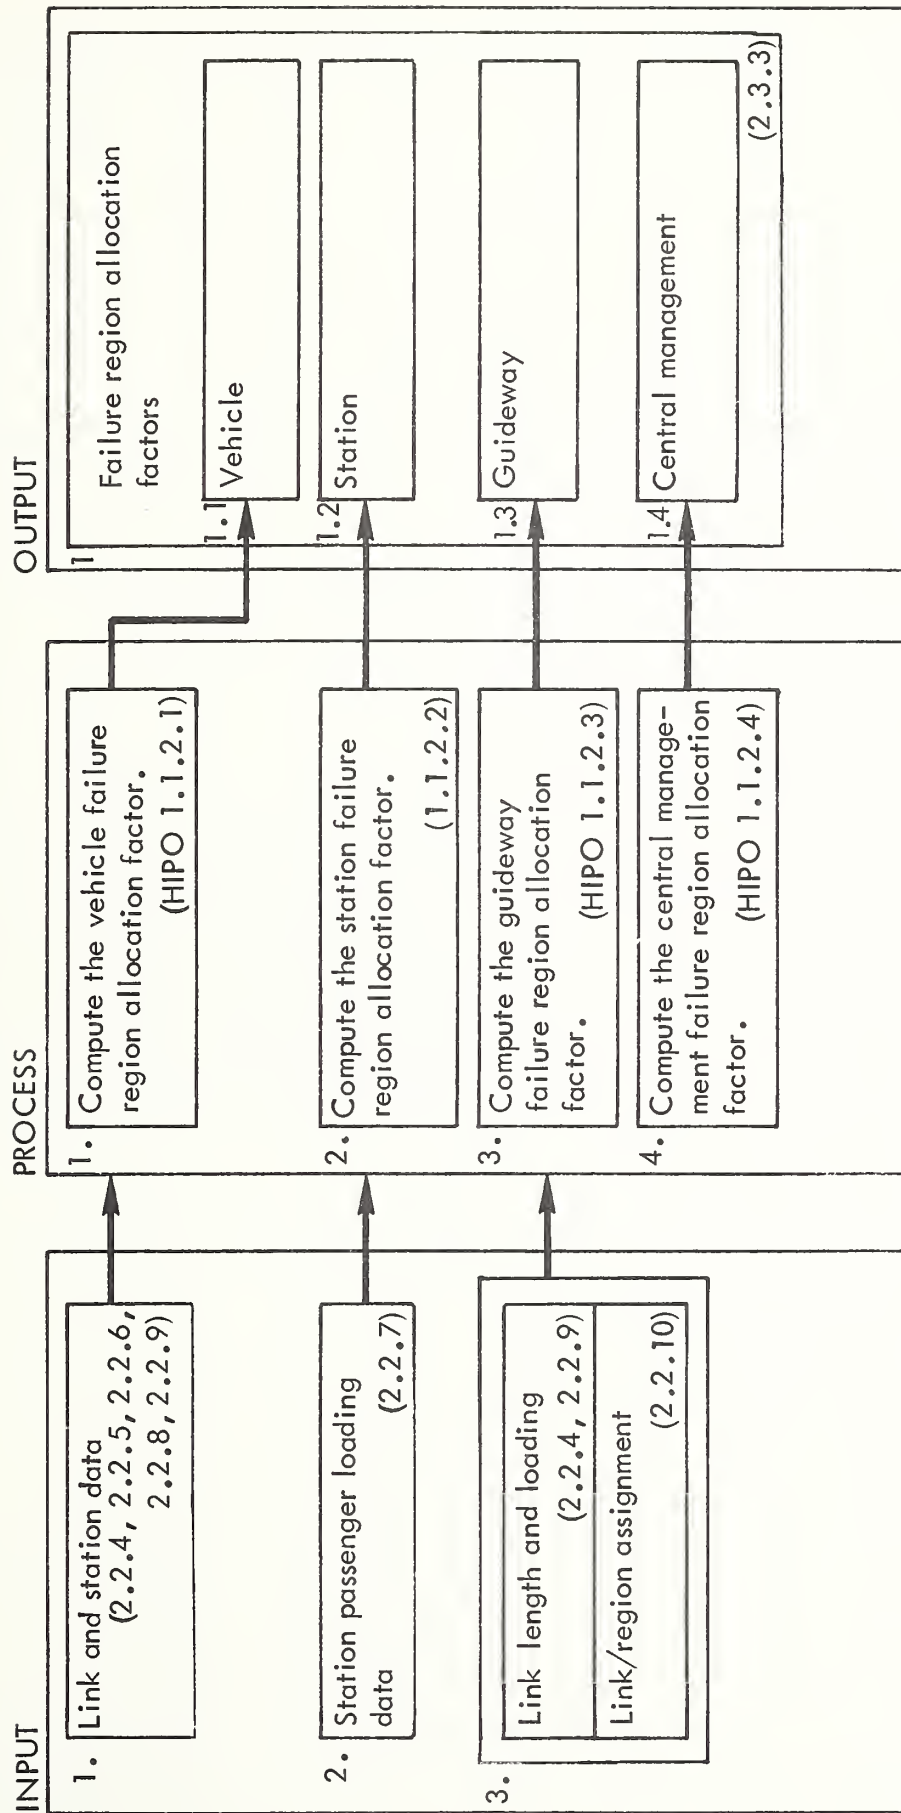 INPUT
1.
Link and station data
(2.2.4, 2.2.5, 2.2.6,
2.2.8, 2.2.9)
2.
Station passenger loading
data
(2.2.7)
3.
Link length and loading
(2.2.4, 2.2.9)
Link/region assignment
(2.2.10)
PROCESS
1.
Compute the vehicle failure
region allocation factor.
(HIPO 1.1.2.1)
2.
Compute the station failure
region allocation factor.
(1.1.2.2)
3.
Compute the guideway
failure region allocation
factor.
(HIPO 1.1.2.3)
4.
Compute the central manage-
ment failure region allocation
factor.
(HIPO 1.1.2.4)
OUTPUT
1
Failure region allocation
factors
1.1
Vehicle
1.2
Station
1.3
Guideway
1.4
Central management
(2.3.3)